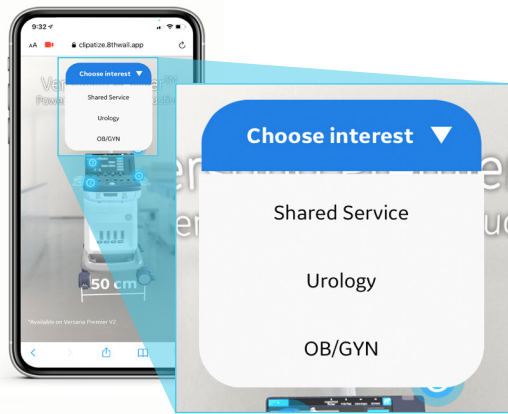 9:32
AA
clipatize.8thwall.app
Choose interest
Shared Service
Urology
OB/GYN
50 cm
*Available on Versana Premier V2
Choose interest
Shared Service
Urology
OB/GYN